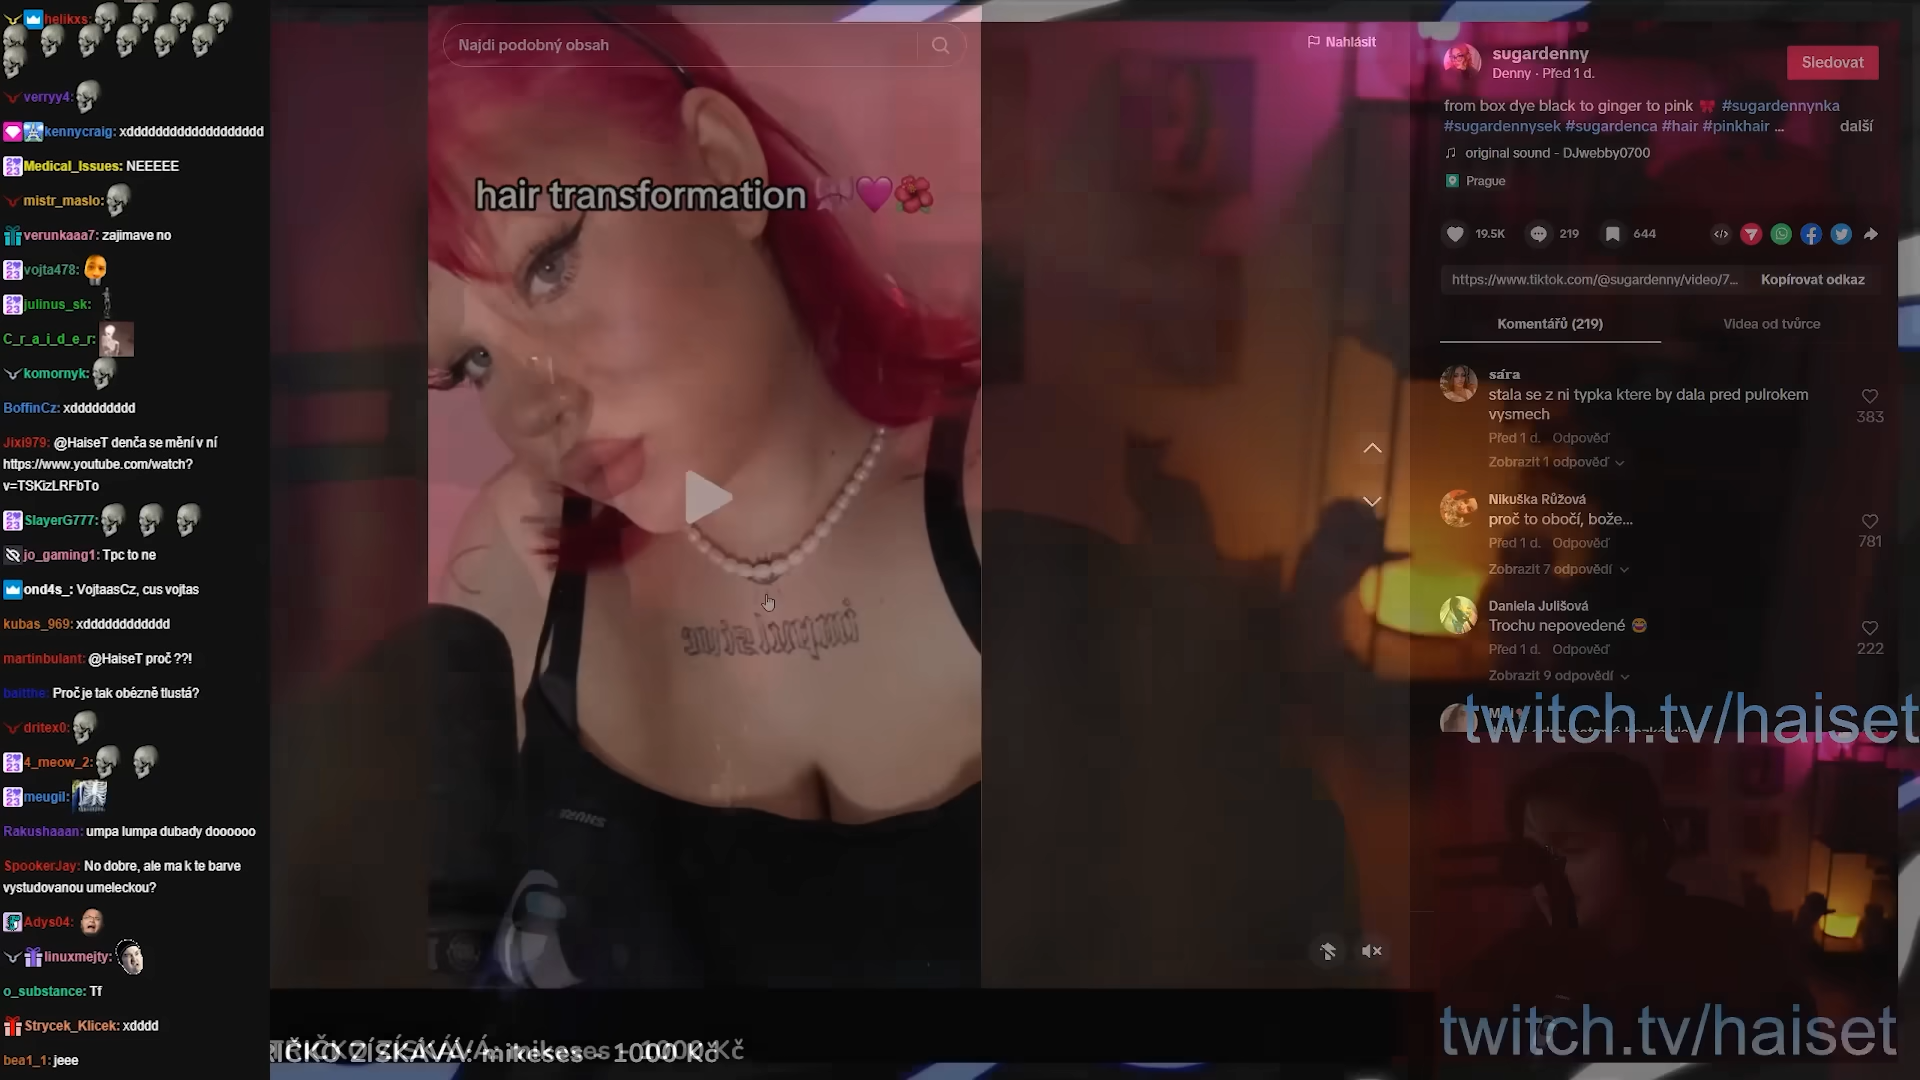 helikxs:
verryy4:
kennycraig: xddddddddddddddddddd
Medical_Issues: NEEEEE
mistr_maslo:
verunkaaa7: zajimave no
vojta478:
julinus_sk:
C_r_a_i_d_e_r:
komornyk:
BoffinCz: xddddddddd
Jixi979: @HaiseT denča se mění v ní
https://www.youtube.com/watch?
v=TSKizLRFbTo
SlayerG777:
jo_gaming1: Tpc to ne
ond4s_: VojtaasCz, cus vojtas
kubas_969: xdddddddddddd
martinbulant: @HaiseT proč ??!
baitthe: Proč je tak obézně tlustá?
dritex0:
4_meow_2:
meugil:
Rakushaaan: umpa lumpa dubady doooooo
SpookerJay: No dobre, ale ma k te barve
vystudovanou umeleckou?
Adys04:
linuxmejty:
o_substance: Tf
Strycek_Klicek: xdddd
bea1_1: jeee
Najdi podobný obsah
Nahlásit
hair transformation
sugardenny
Denny · Před 1 d.
Sledovat
from box dye black to ginger to pink #sugardennynka
#sugardennysek #sugardenca #hair #pinkhair ...
další
original sound - DJwebby0700
Prague
19.5K
219
644
https://www.tiktok.com/@sugardenny/video/7...
Kopírovat odkaz
Komentářů (219)
Videa od tvůrce
sára
stala se z ni typka ktere by dala pred pulrokem
vysmech
383
Před 1 d. Odpověď
Zobrazit 1 odpověď
Nikuška Růžová
proč to obočí, bože...
781
Před 1 d. Odpověď
Zobrazit 7 odpovědí
Daniela Julišová
Trochu nepovedené
222
Před 1 d. Odpověď
Zobrazit 9 odpovědí
twitch.tv/haiset
twitch.tv/haiset
mikeses - 1000 Kč